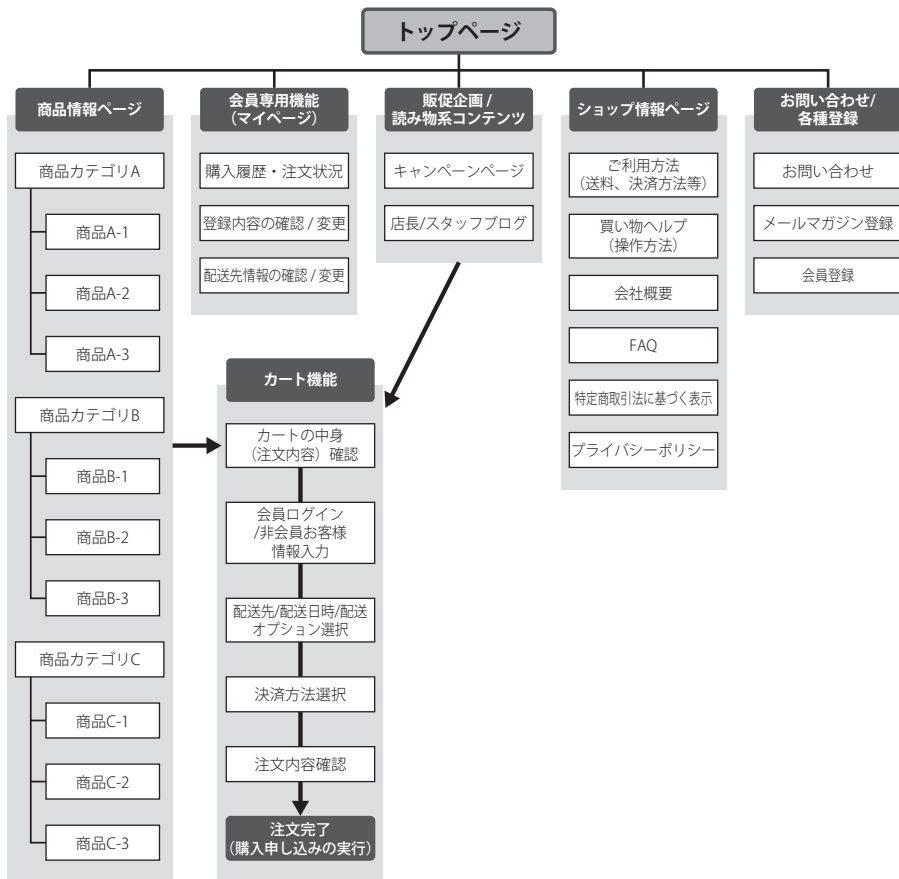 トップページ
商品情報ページ
商品カテゴリA
商品A-1
商品A-2
商品A-3
商品カテゴリB
商品B-1
商品B-2
商品B-3
商品カテゴリC
商品C-1
商品C-2
商品C-3
会員専用機能
（マイページ）
購入履歴・注文状況
登録内容の確認 / 変更
配送先情報の確認 / 変更
販促企画 /
読み物系コンテンツ
キャンペーンページ
店長/スタッフブログ
カート機能
カートの中身
（注文内容）確認
会員ログイン
/非会員お客様
情報入力
配送先/配送日時/配送
オプション選択
決済方法選択
注文内容確認
注文完了
（購入申し込みの実行）
ショップ情報ページ
ご利用方法
（送料、決済方法等）
買い物ヘルプ
（操作方法）
会社概要
FAQ
特定商取引法に基づく表示
プライバシーポリシー
お問い合わせ/
各種登録
お問い合わせ
メールマガジン登録
会員登録